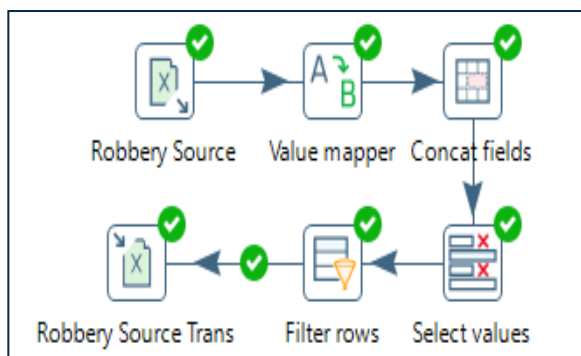 X
A
B
Robbery Source
Value mapper
Concat fields
X
Robbery Source Trans
Filter rows
Select values